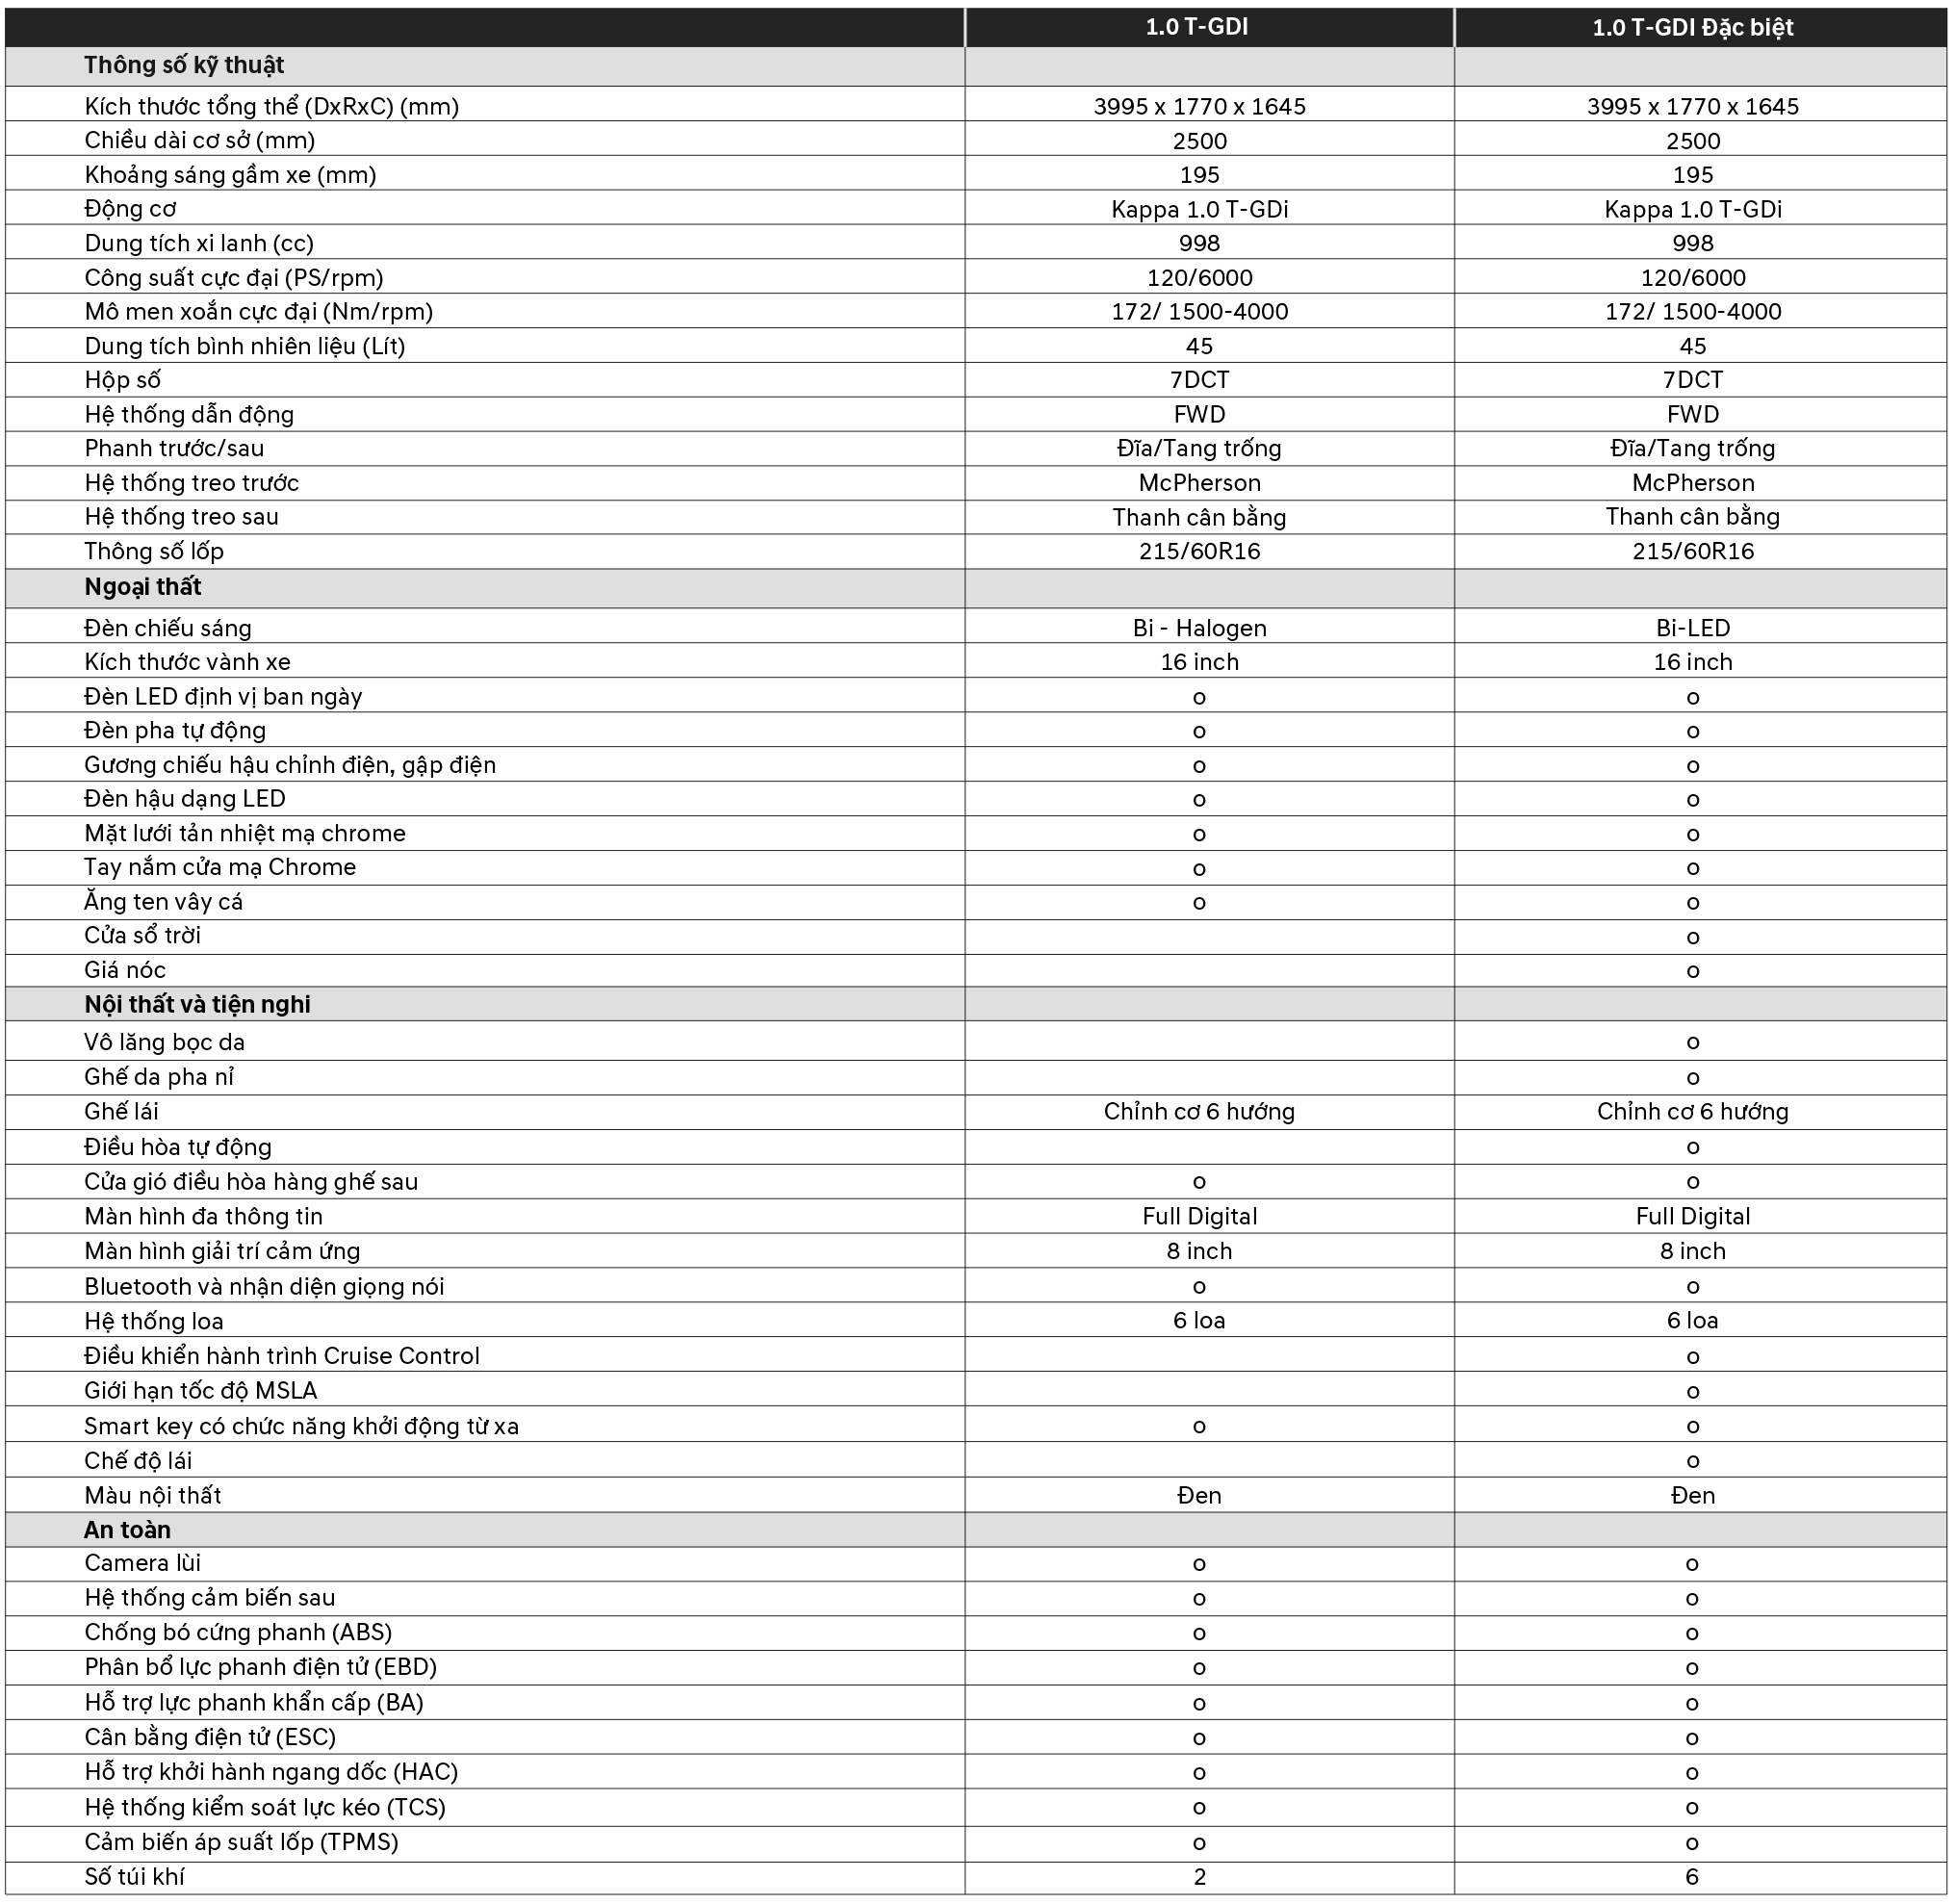 1.0 T-GDI 1.0 T-GDI Đặc biệt
Thông số kỹ thuật
Kích thước tổng thể (DxRxC) (mm) 3995 x 1770 x 1645 3995 x 1770 x 1645
Chiều dài cơ sở (mm) 2500 2500
Khoảng sáng gầm xe (mm) 195 195
Động cơ Kappa 1.0 T-GDi Kappa 1.0 T-GDi
Dung tích xi lanh (cc) 998 998
Công suất cực đại (PS/rpm) 120/6000 120/6000
Mô men xoắn cực đại (Nm/rpm) 172/ 1500-4000 172/ 1500-4000
Dung tích bình nhiên liệu (Lít) 45 45
Hộp số 7DCT 7DCT
Hệ thống dẫn động FWD FWD
Phanh trước/sau Đĩa/Tang trống Đĩa/Tang trống
Hệ thống treo trước McPherson McPherson
Hệ thống treo sau Thanh cân bằng Thanh cân bằng
Thông số lốp 215/60R16 215/60R16
Ngoại thất
Đèn chiếu sáng Bi - Halogen Bi-LED
Kích thước vành xe 16 inch 16 inch
Đèn LED định vị ban ngày o o
Đèn pha tự động o o
Gương chiếu hậu chỉnh điện, gập điện o o
Đèn hậu dạng LED o o
Mặt lưới tản nhiệt mạ chrome o o
Tay nắm cửa mạ Chrome o o
Ăng ten vây cá o o
Cửa sổ trời o
Giá nóc o
Nội thất và tiện nghi
Vô lăng bọc da o
Ghế da pha nỉ o
Ghế lái Chỉnh cơ 6 hướng Chỉnh cơ 6 hướng
Điều hòa tự động o
Cửa gió điều hòa hàng ghế sau o o
Màn hình đa thông tin Full Digital Full Digital
Màn hình giải trí cảm ứng 8 inch 8 inch
Bluetooth và nhận diện giọng nói o o
Hệ thống loa 6 loa 6 loa
Điều khiển hành trình Cruise Control o
Giới hạn tốc độ MSLA o
Smart key có chức năng khởi động từ xa o o
Chế độ lái o
Màu nội thất Đen Đen
An toàn
Camera lùi o o
Hệ thống cảm biến sau o o
Chống bó cứng phanh (ABS) o o
Phân bổ lực phanh điện tử (EBD) o o
Hỗ trợ lực phanh khẩn cấp (BA) o o
Cân bằng điện tử (ESC) o o
Hỗ trợ khởi hành ngang dốc (HAC) o o
Hệ thống kiểm soát lực kéo (TCS) o o
Cảm biến áp suất lốp (TPMS) o o
Số túi khí 2 6